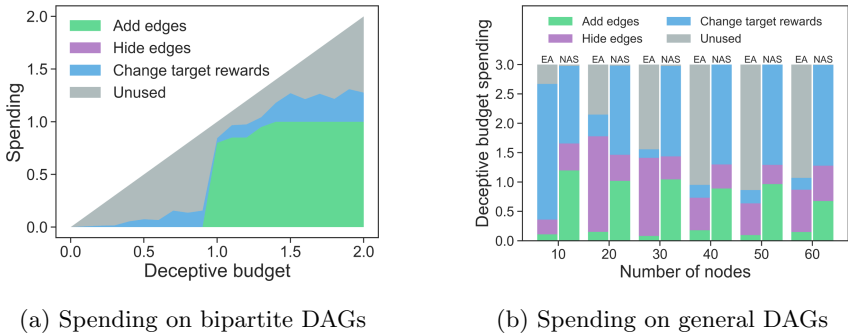 2.0
1.5
1.0
0.5
0.0
Spending
Add edges
Hide edges
Change target rewards
Unused
0.0 0.5 1.0 1.5 2.0
Deceptive budget
(a) Spending on bipartite DAGs
Add edges Change target rewards
Hide edges Unused
EA NAS EA NAS EA NAS EA NAS EA NAS EA NAS
3.0
2.5
2.0
1.5
1.0
0.5
0.0
Deceptive budget spending
10 20 30 40 50 60
Number of nodes
(b) Spending on general DAGs